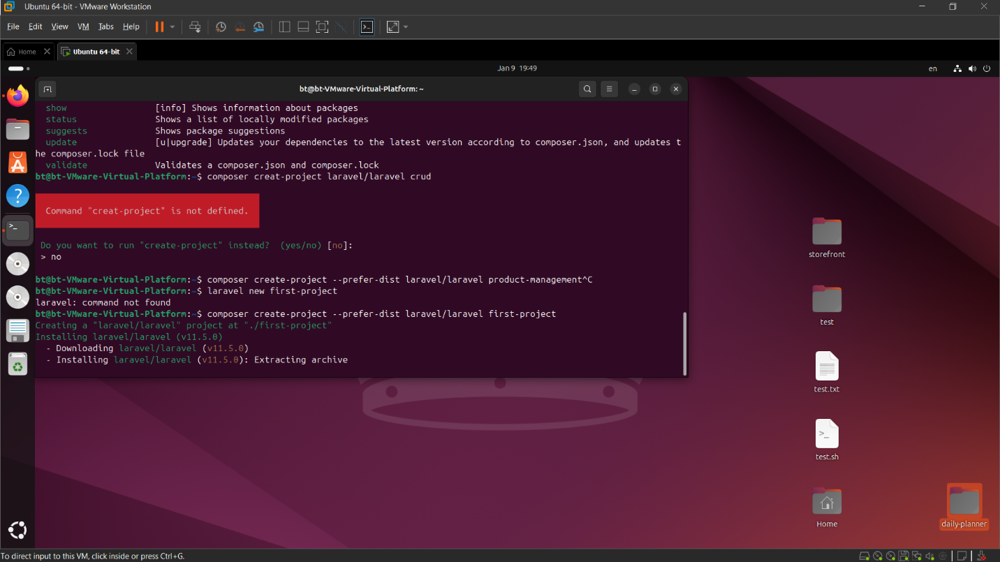 Ubuntu 64-bit - VMware Workstation
File Edit View VM Tabs Help
Home Ubuntu 64-bit
Jan 9 19:49
en
bt@bt-VMware-Virtual-Platform: ~
show [info] Shows information about packages
status Shows a list of locally modified packages
suggests Shows package suggestions
update [u|upgrade] Updates your dependencies to the latest version according to composer.json, and updates t
he composer.lock file
validate Validates a composer.json and composer.lock
bt@bt-VMware-Virtual-Platform:~$ composer creat-project laravel/laravel crud
Command "creat-project" is not defined.
Do you want to run "create-project" instead? (yes/no) [no]:
> no
bt@bt-VMware-Virtual-Platform:~$ composer create-project --prefer-dist laravel/laravel product-management^C
bt@bt-VMware-Virtual-Platform:~$ laravel new first-project
laravel: command not found
bt@bt-VMware-Virtual-Platform:~$ composer create-project --prefer-dist laravel/laravel first-project
Creating a "laravel/laravel" project at "./first-project"
Installing laravel/laravel (v11.5.0)
- Downloading laravel/laravel (v11.5.0)
- Installing laravel/laravel (v11.5.0): Extracting archive
storefront
test
test.txt
>_
test.sh
Home
daily-planner
To direct input to this VM, click inside or press Ctrl+G.